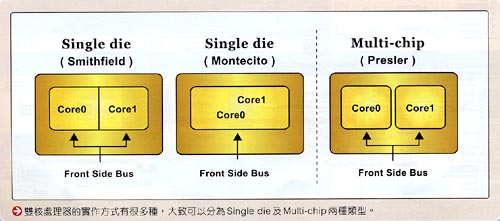 Single die
( Smithfield )
Core0
Core1
Front Side Bus
Single die
( Montecito )
Core1
Core0
Front Side Bus
Multi-chip
( Presler )
Core0
Core1
Front Side Bus
雙核處理器的實作方式有很多種，大致可以分為 Single die 及 Multi-chip 兩種類型。